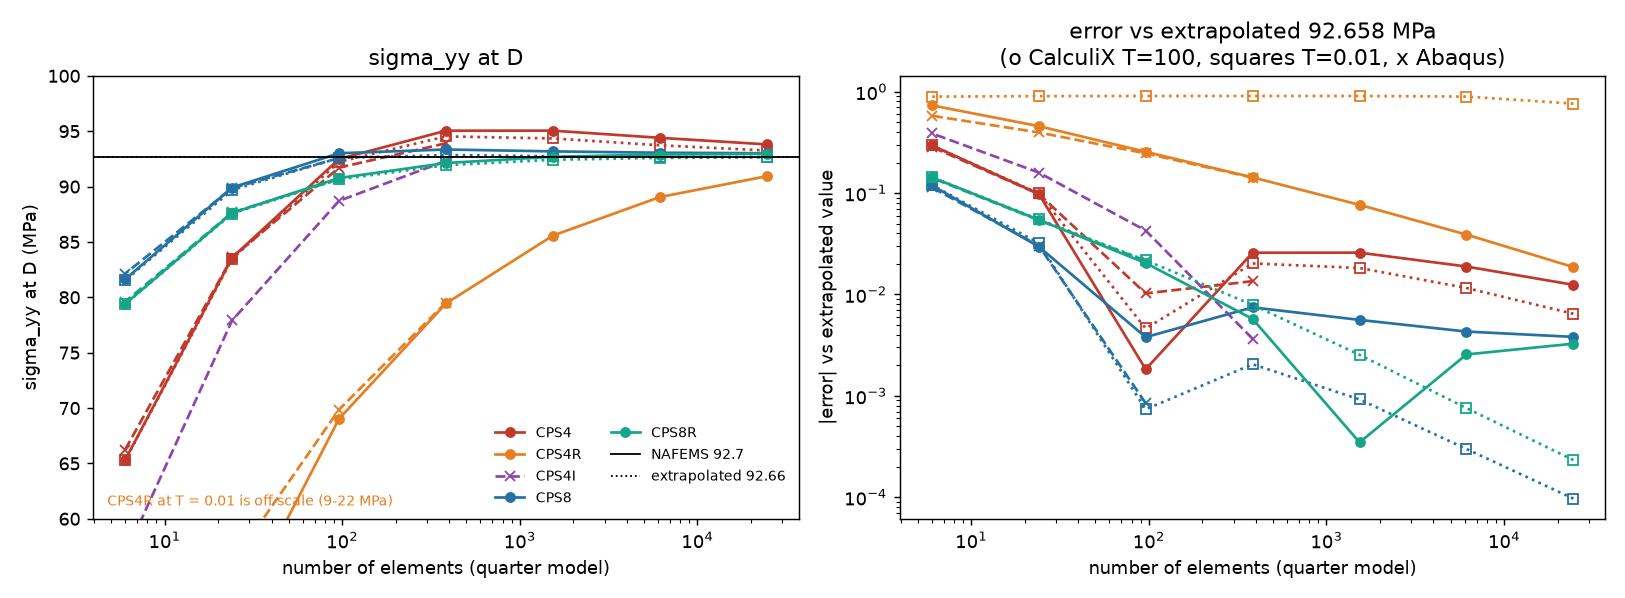 sigma_yy at D
sigma_yy at D (MPa)
100
95
90
85
80
75
70
65
60
CPS4R at T = 0.01 is off scale (9-22 MPa)
CPS4
CPS4R
CPS4I
CPS8
CPS8R
NAFEMS 92.7
extrapolated 92.66
10¹
10²
10³
10⁴
number of elements (quarter model)
error vs extrapolated 92.658 MPa
(o CalculiX T=100, squares T=0.01, x Abaqus)
|error| vs extrapolated value
10⁰
10⁻¹
10⁻²
10⁻³
10⁻⁴
10¹
10²
10³
10⁴
number of elements (quarter model)